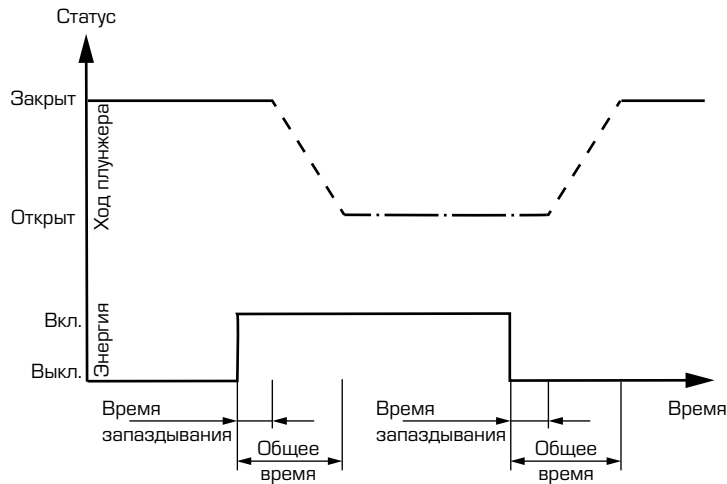 Статус
Закрыт
Ход плунжера
Открыт
Вкл.
Энергия
Выкл.
Время
запаздывания
Время
запаздывания
Время
Общее
время
Общее
время